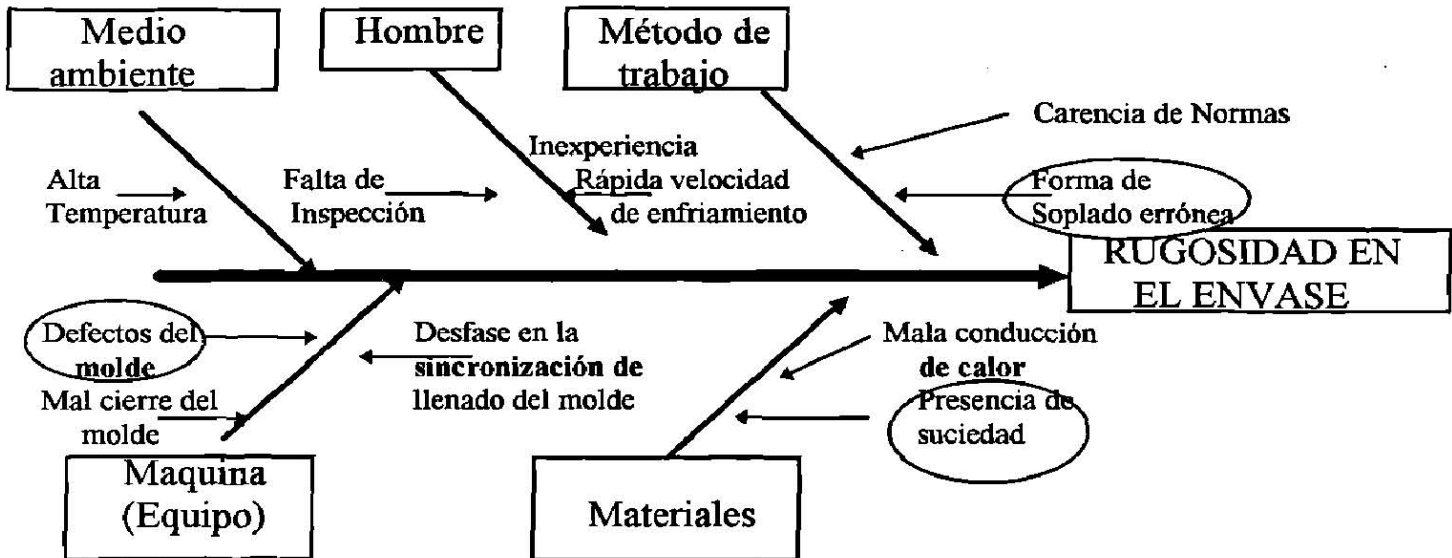 Medio
ambiente
Hombre
Método de
trabajo
Carencia de Normas
Inexperiencia
Alta
Temperatura
Falta de
Inspección
Rápida velocidad
de enfriamiento
Forma de
Soplado errónea
RUGOSIDAD EN
EL ENVASE
Defectos del
molde
Mal cierre del
molde
Desfase en la
sincronización de
llenado del molde
Mala conducción
de calor
Presencia de
suciedad
Maquina
(Equipo)
Materiales